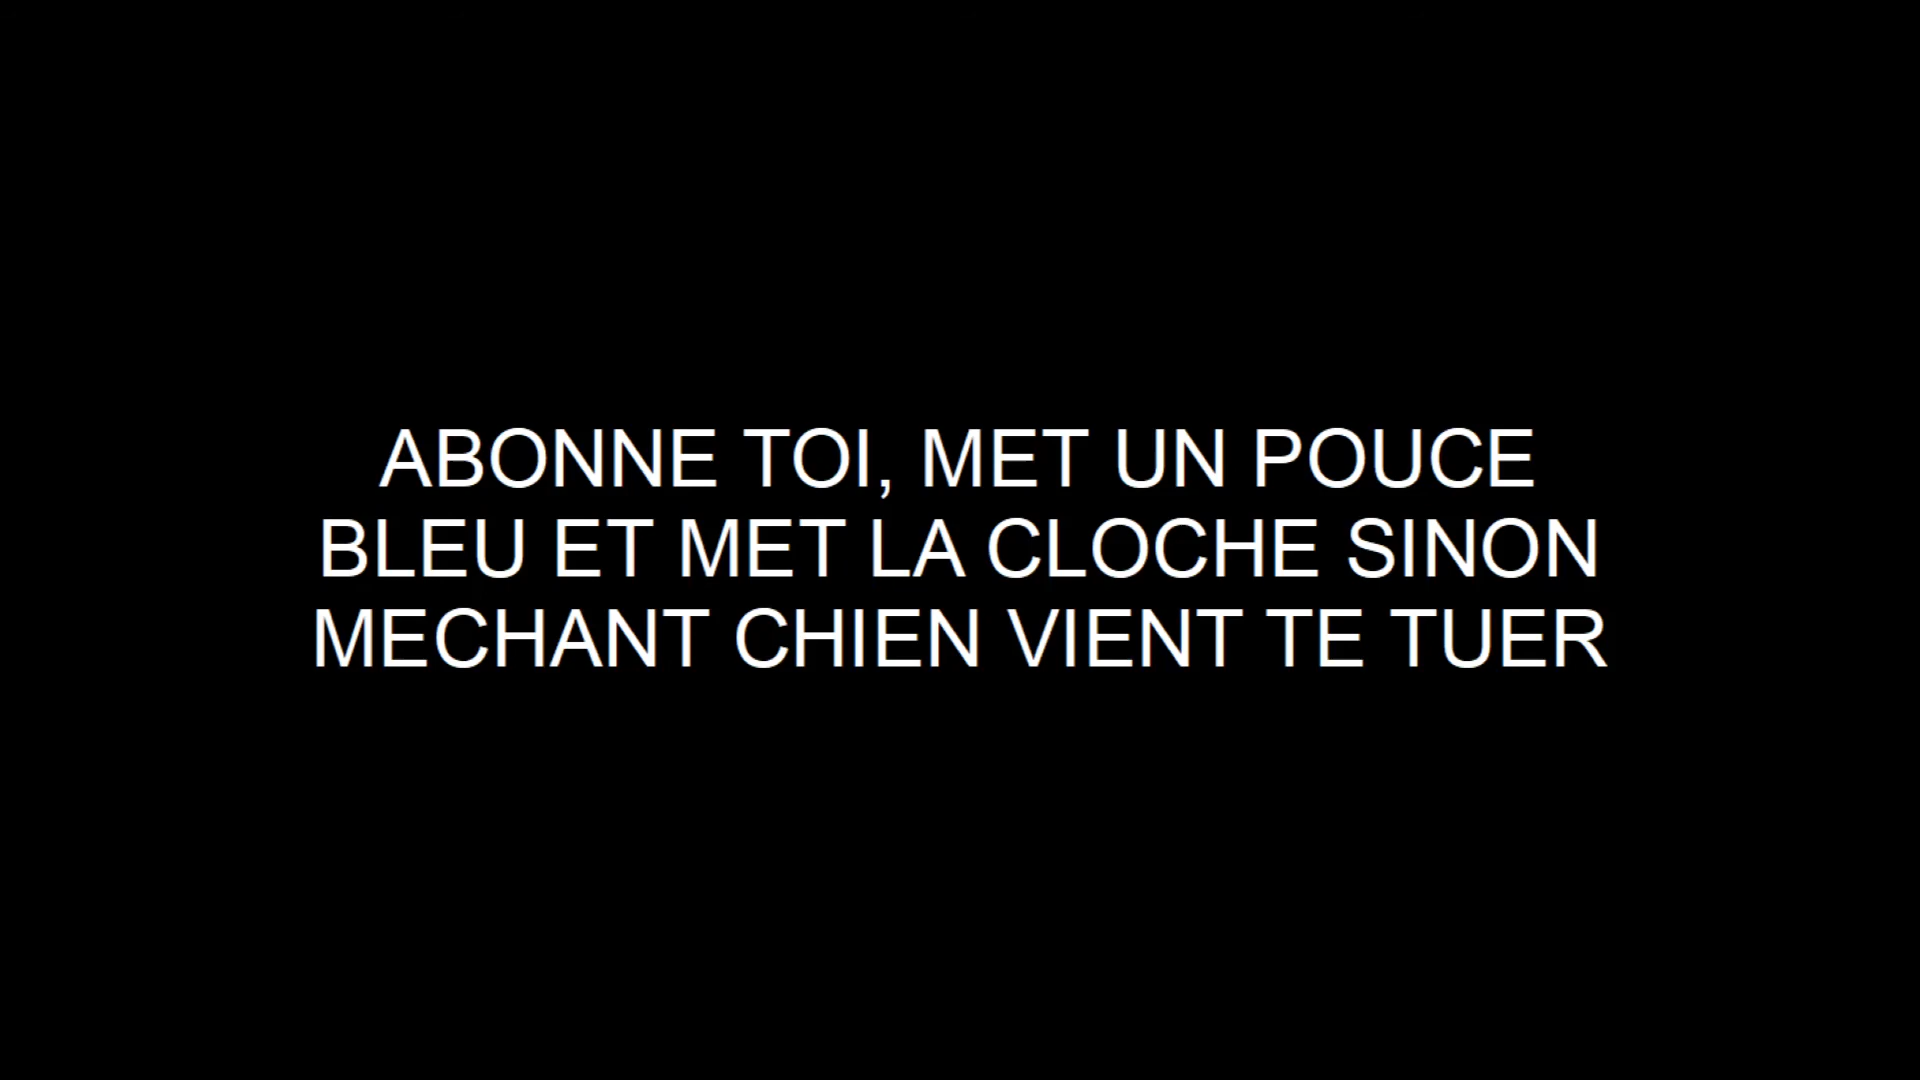 ABONNE TOI, MET UN POUCE
BLEU ET MET LA CLOCHE SINON
MECHANT CHIEN VIENT TE TUER